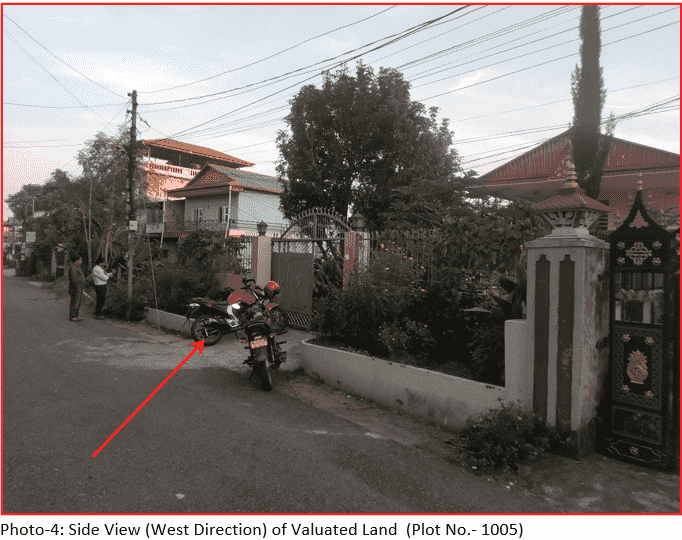 Photo-4: Side View (West Direction) of Valuated Land  (Plot No.- 1005)